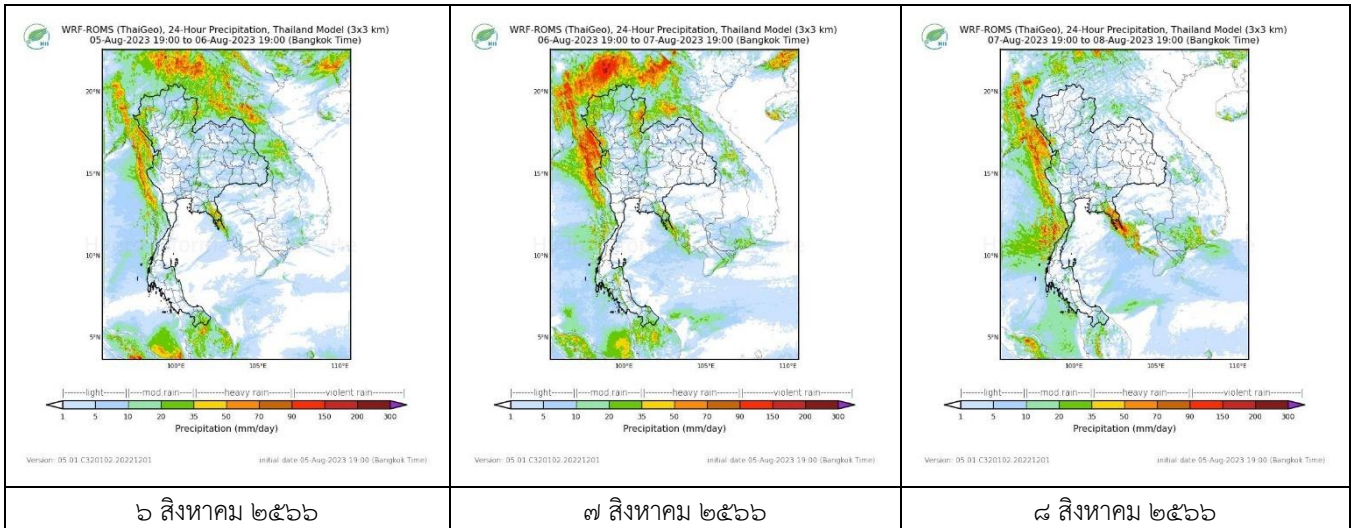 HII
WRF-ROMS (ThaiGeo), 24-Hour Precipitation, Thailand Model (3x3 km)
05-Aug-2023 19:00 to 06-Aug-2023 19:00 (Bangkok Time)
20°N
15°N
10°N
5°N
100°E 105°E 110°E
|-------light-------||----mod rain----||--------heavy rain-------||------violent rain-----|
1 5 10 20 35 50 70 90 150 200 300
Precipitation (mm/day)
Version: 05.01.C320102.20221201 initial date 05-Aug-2023 19:00 (Bangkok Time)
๖ สิงหาคม ๒๕๖๖
HII
WRF-ROMS (ThaiGeo), 24-Hour Precipitation, Thailand Model (3x3 km)
06-Aug-2023 19:00 to 07-Aug-2023 19:00 (Bangkok Time)
20°N
15°N
10°N
5°N
100°E 105°E 110°E
|-------light-------||----mod rain----||--------heavy rain-------||------violent rain-----|
1 5 10 20 35 50 70 90 150 200 300
Precipitation (mm/day)
Version: 05.01.C320102.20221201 initial date 05-Aug-2023 19:00 (Bangkok Time)
๗ สิงหาคม ๒๕๖๖
HII
WRF-ROMS (ThaiGeo), 24-Hour Precipitation, Thailand Model (3x3 km)
07-Aug-2023 19:00 to 08-Aug-2023 19:00 (Bangkok Time)
20°N
15°N
10°N
5°N
100°E 105°E 110°E
|-------light-------||----mod rain----||--------heavy rain-------||------violent rain-----|
1 5 10 20 35 50 70 90 150 200 300
Precipitation (mm/day)
Version: 05.01.C320102.20221201 initial date 05-Aug-2023 19:00 (Bangkok Time)
๘ สิงหาคม ๒๕๖๖